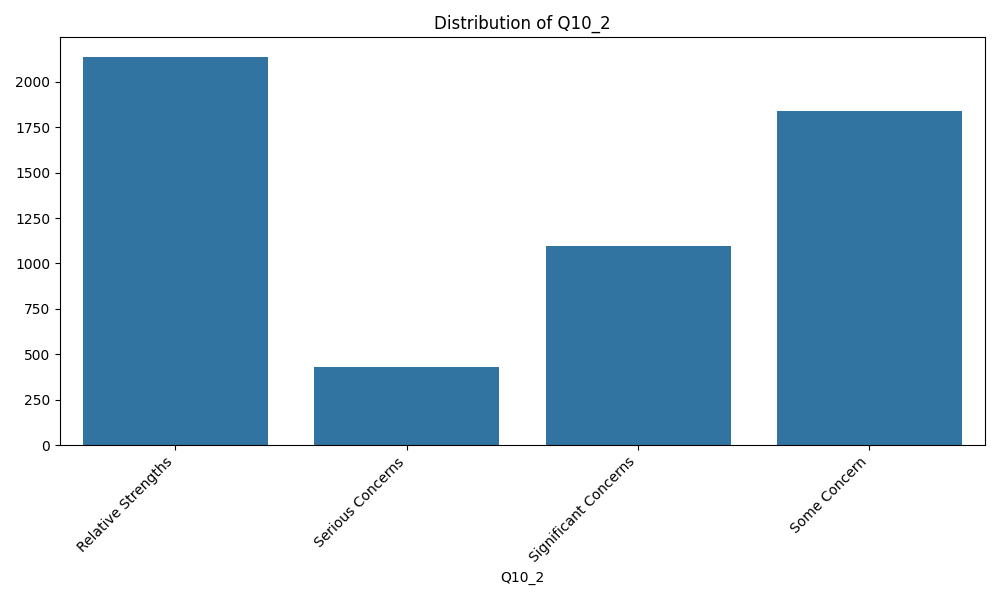 Distribution of Q10_2
2000
1750
1500
1250
1000
750
500
250
0
Relative Strengths
Serious Concerns
Significant Concerns
Some Concern
Q10_2